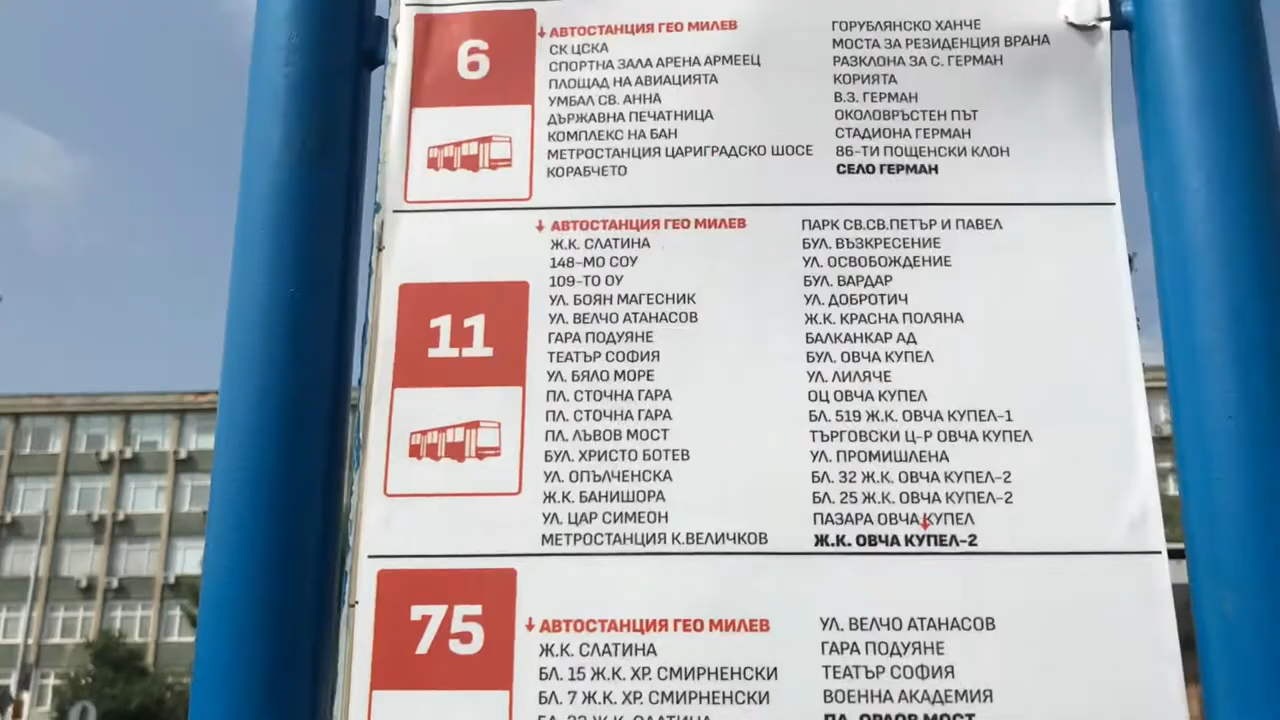 6
АВТОСТАНЦИЯ ГЕО МИЛЕВ
СК ЦСКА
СПОРТНА ЗАЛА АРЕНА АРМЕЕЦ
ПЛОЩАД НА АВИАЦИЯТА
УМБАЛ СВ. АННА
ДЪРЖАВНА ПЕЧАТНИЦА
КОМПЛЕКС НА БАН
МЕТРОСТАНЦИЯ ЦАРИГРАДСКО ШОСЕ
КОРАБЧЕТО
ГОРУБЛЯНСКО ХАНЧЕ
МОСТА ЗА РЕЗИДЕНЦИЯ ВРАНА
РАЗКЛОНА ЗА С. ГЕРМАН
КОРИЯТА
В.З. ГЕРМАН
ОКОЛОВРЪСТЕН ПЪТ
СТАДИОНА ГЕРМАН
86-ТИ ПОЩЕНСКИ КЛОН
СЕЛО ГЕРМАН
11
АВТОСТАНЦИЯ ГЕО МИЛЕВ
Ж.К. СЛАТИНА
148-МО СОУ
109-ТО ОУ
УЛ. БОЯН МАГЕСНИК
УЛ. ВЕЛЧО АТАНАСОВ
ГАРА ПОДУЯНЕ
ТЕАТЪР СОФИЯ
УЛ. БЯЛО МОРЕ
ПЛ. СТОЧНА ГАРА
ПЛ. СТОЧНА ГАРА
ПЛ. ЛЪВОВ МОСТ
БУЛ. ХРИСТО БОТЕВ
УЛ. ОПЪЛЧЕНСКА
Ж.К. БАНИШОРА
УЛ. ЦАР СИМЕОН
МЕТРОСТАНЦИЯ К.ВЕЛИЧКОВ
ПАРК СВ.СВ.ПЕТЪР И ПАВЕЛ
БУЛ. ВЪЗКРЕСЕНИЕ
УЛ. ОСВОБОЖДЕНИЕ
БУЛ. ВАРДАР
УЛ. ДОБРОТИЧ
Ж.К. КРАСНА ПОЛЯНА
БАЛКАНКАР АД
БУЛ. ОВЧА КУПЕЛ
УЛ. ЛИЛЯЧЕ
ОЦ ОВЧА КУПЕЛ
БЛ. 519 Ж.К. ОВЧА КУПЕЛ-1
ТЪРГОВСКИ Ц-Р ОВЧА КУПЕЛ
УЛ. ПРОМИШЛЕНА
БЛ. 32 Ж.К. ОВЧА КУПЕЛ-2
БЛ. 25 Ж.К. ОВЧА КУПЕЛ-2
ПАЗАРА ОВЧА КУПЕЛ
Ж.К. ОВЧА КУПЕЛ-2
75
АВТОСТАНЦИЯ ГЕО МИЛЕВ
Ж.К. СЛАТИНА
БЛ. 15 Ж.К. ХР. СМИРНЕНСКИ
БЛ. 7 Ж.К. ХР. СМИРНЕНСКИ
УЛ. ВЕЛЧО АТАНАСОВ
ГАРА ПОДУЯНЕ
ТЕАТЪР СОФИЯ
ВОЕННА АКАДЕМИЯ
ПЛ. ОРЛОВ МОСТ